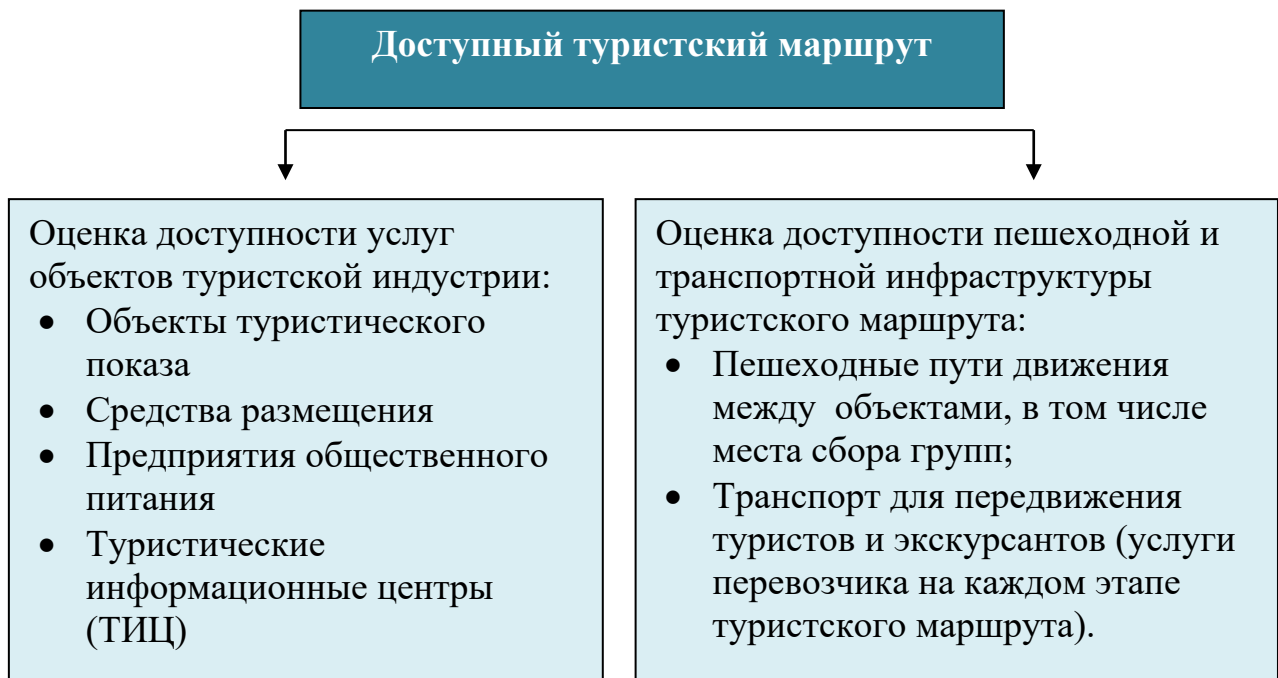 Доступный туристский маршрут
Оценка доступности услуг
объектов туристской индустрии:
• Объекты туристического
показа
• Средства размещения
• Предприятия общественного
питания
• Туристические
информационные центры
(ТИЦ)
Оценка доступности пешеходной и
транспортной инфраструктуры
туристского маршрута:
• Пешеходные пути движения
между  объектами, в том числе
места сбора групп;
• Транспорт для передвижения
туристов и экскурсантов (услуги
перевозчика на каждом этапе
туристского маршрута).